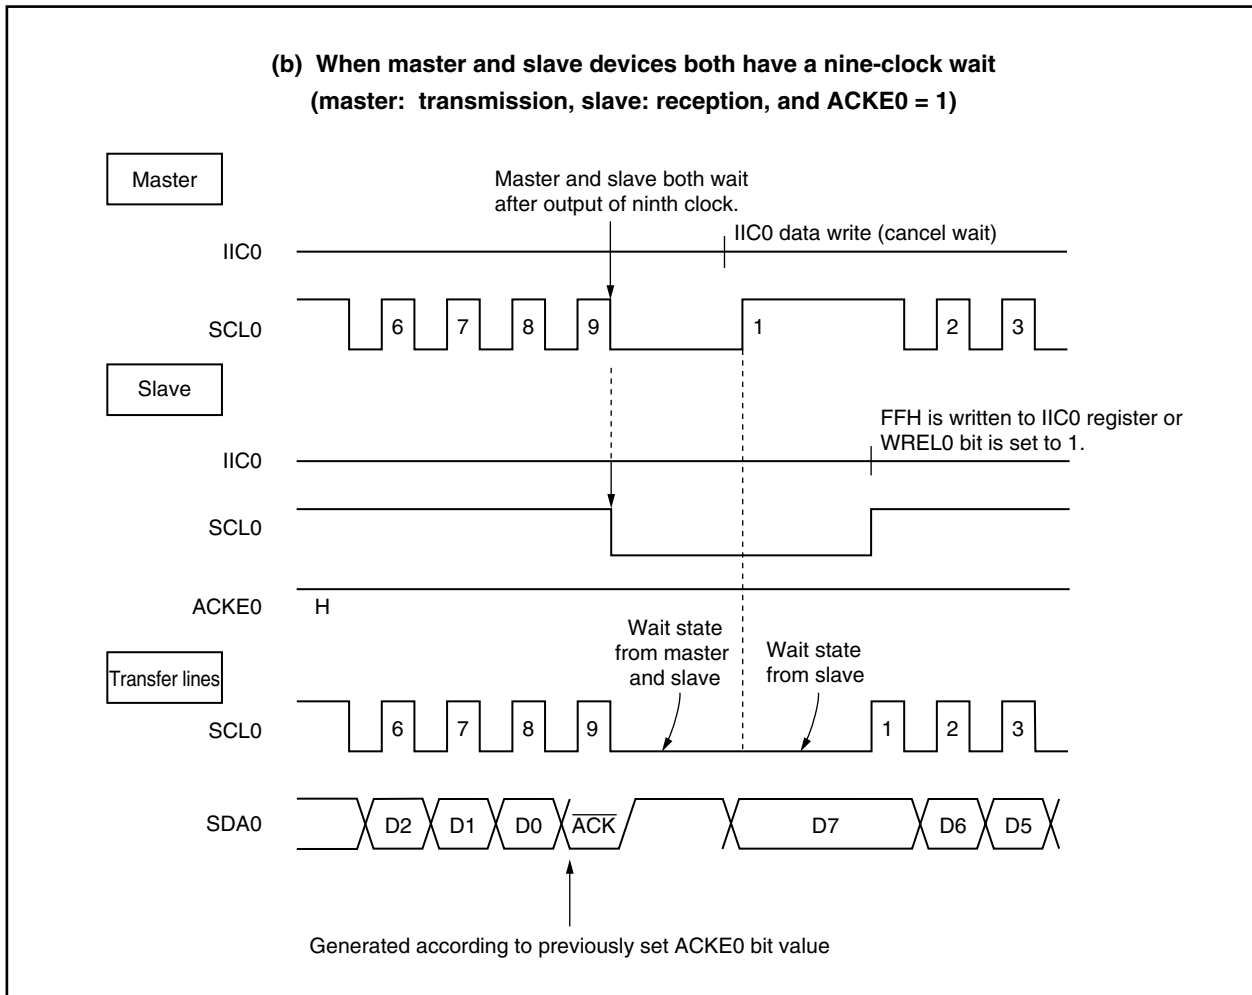 (b) When master and slave devices both have a nine-clock wait
(master: transmission, slave: reception, and ACKE0 = 1)
Master
Master and slave both wait
after output of ninth clock.
IIC0
IIC0 data write (cancel wait)
SCL0
6 7 8 9 1 2 3
Slave
FFH is written to IIC0 register or
WREL0 bit is set to 1.
IIC0
SCL0
ACKE0
H
Wait state
from master
and slave
Wait state
from slave
Transfer lines
SCL0
6 7 8 9 1 2 3
SDA0
D2 D1 D0 ACK D7 D6 D5
Generated according to previously set ACKE0 bit value